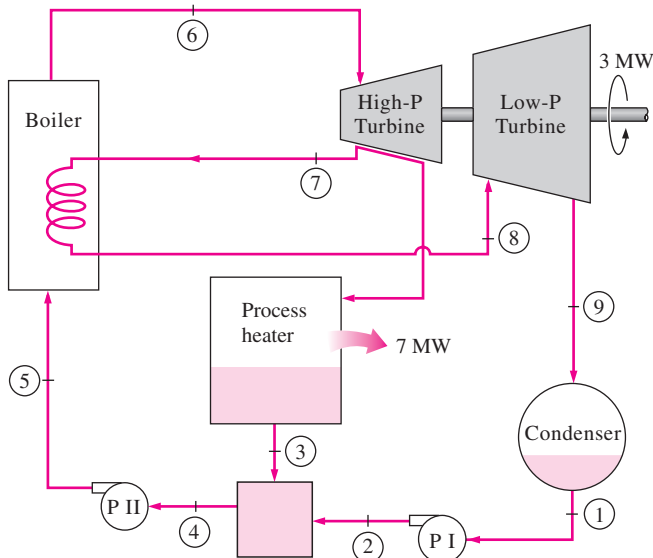 6
Boiler
High-P
Turbine
Low-P
Turbine
3 MW
7
8
Process
heater
7 MW
9
5
Condenser
3
P II
4
2
P I
1